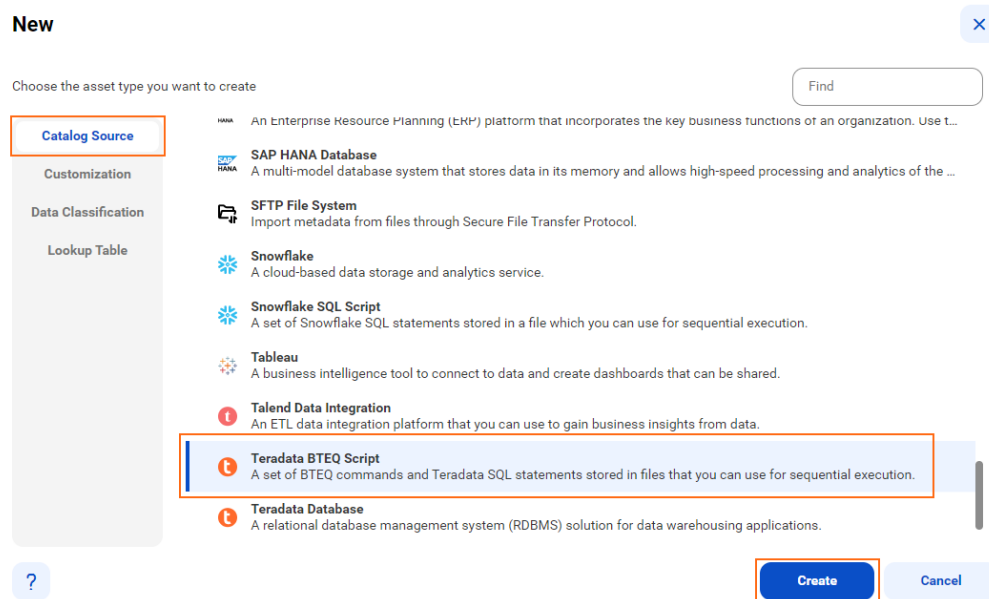 New
Choose the asset type you want to create
Find
Catalog Source
Customization
Data Classification
Lookup Table
HANA
An Enterprise Resource Planning (ERP) platform that incorporates the key business functions of an organization. Use t...
SAP
HANA
SAP HANA Database
A multi-model database system that stores data in its memory and allows high-speed processing and analytics of the ...
SFTP File System
Import metadata from files through Secure File Transfer Protocol.
Snowflake
A cloud-based data storage and analytics service.
Snowflake SQL Script
A set of Snowflake SQL statements stored in a file which you can use for sequential execution.
Tableau
A business intelligence tool to connect to data and create dashboards that can be shared.
t
Talend Data Integration
An ETL data integration platform that you can use to gain business insights from data.
t
Teradata BTEQ Script
A set of BTEQ commands and Teradata SQL statements stored in files that you can use for sequential execution.
t
Teradata Database
A relational database management system (RDBMS) solution for data warehousing applications.
?
Create
Cancel